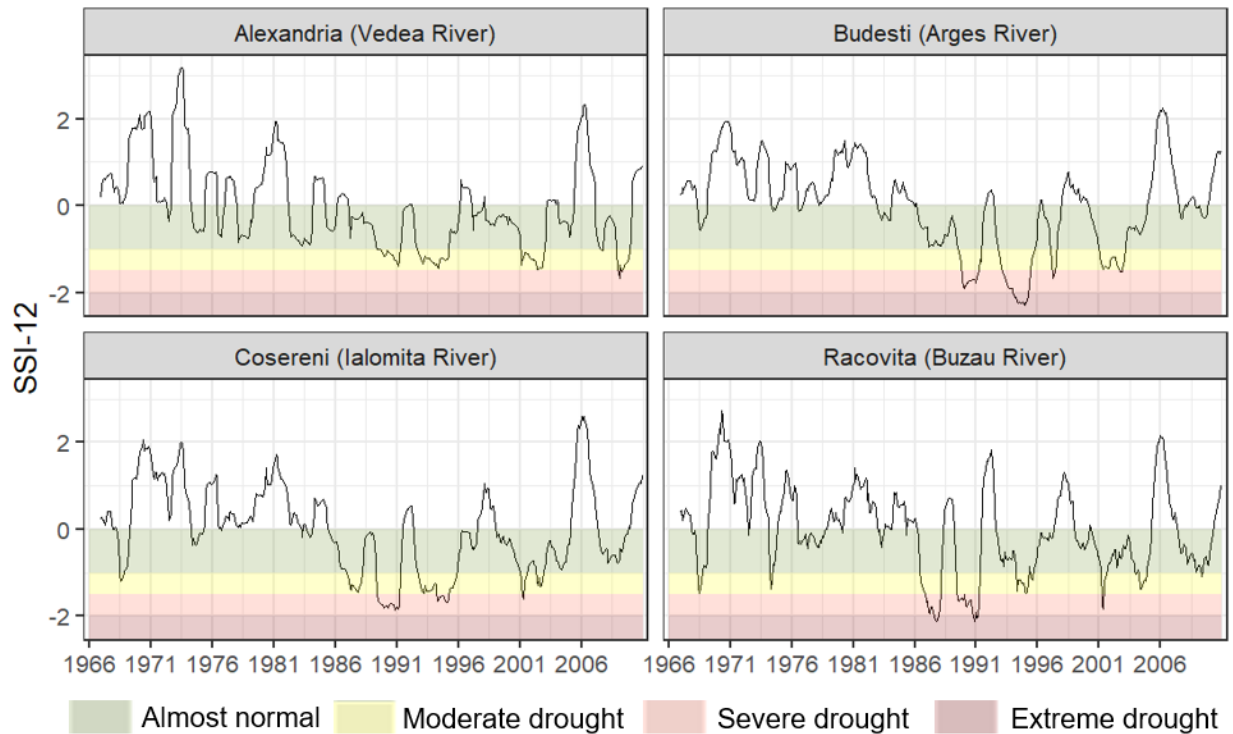 Alexandria (Vedea River)
Budesti (Arges River)
2
0
-2
Cosereni (Ialomita River)
Racovita (Buzau River)
2
0
-2
SSI-12
1966 1971 1976 1981 1986 1991 1996 2001 2006
1966 1971 1976 1981 1986 1991 1996 2001 2006
Almost normal Moderate drought Severe drought Extreme drought